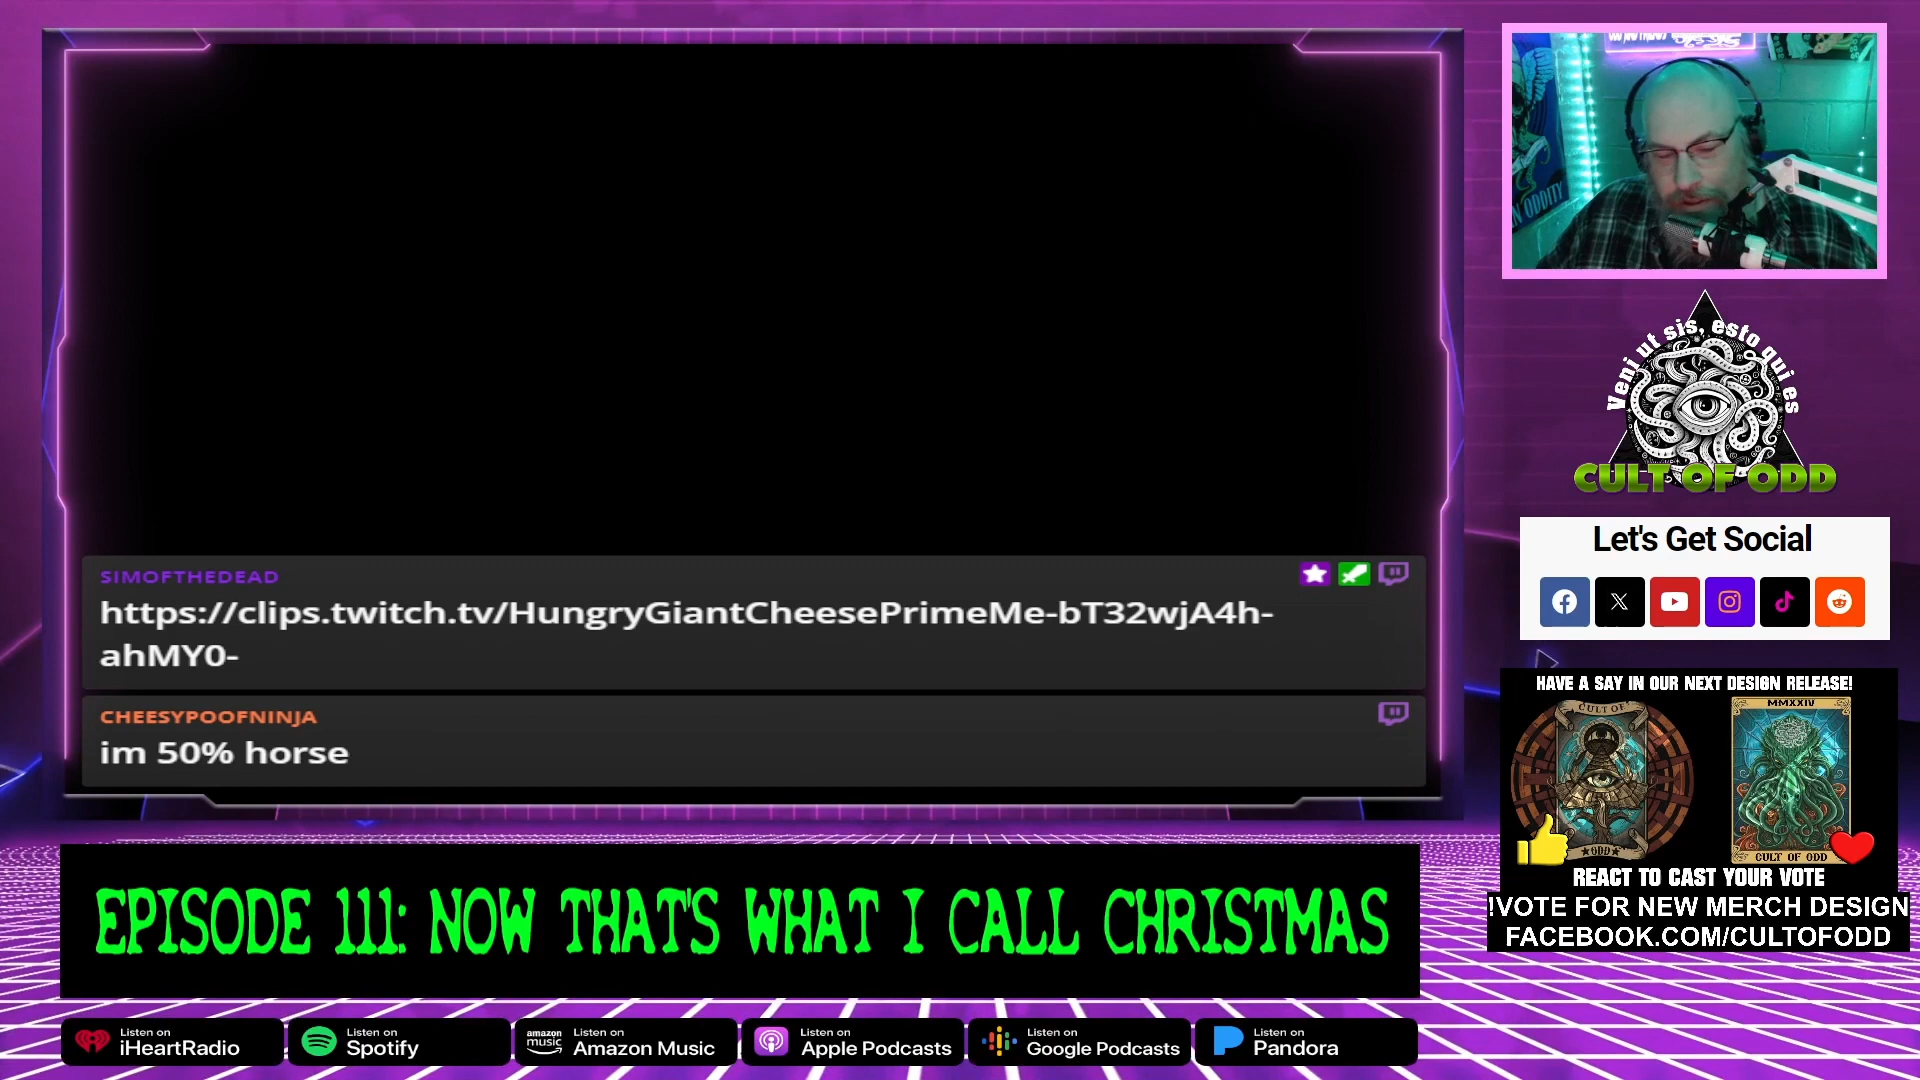 SIMOFTHEDEAD
https://clips.twitch.tv/HungryGiantCheesePrimeMe-bT32wjA4h-
ahMY0-
CHEESYPOOFNINJA
im 50% horse
EPISODE 111: NOW THAT'S WHAT I CALL CHRISTMAS
Listen on
iHeartRadio
Listen on
Spotify
amazon music
Listen on
Amazon Music
Listen on
Apple Podcasts
Listen on
Google Podcasts
Listen on
Pandora
N ODDITY
Veni ut sis, esto qui es
CULT OF ODD
Let's Get Social
HAVE A SAY IN OUR NEXT DESIGN RELEASE!
CULT OF
ODD
MMXXIV
CULT OF ODD
REACT TO CAST YOUR VOTE
!VOTE FOR NEW MERCH DESIGN
FACEBOOK.COM/CULTOFODD